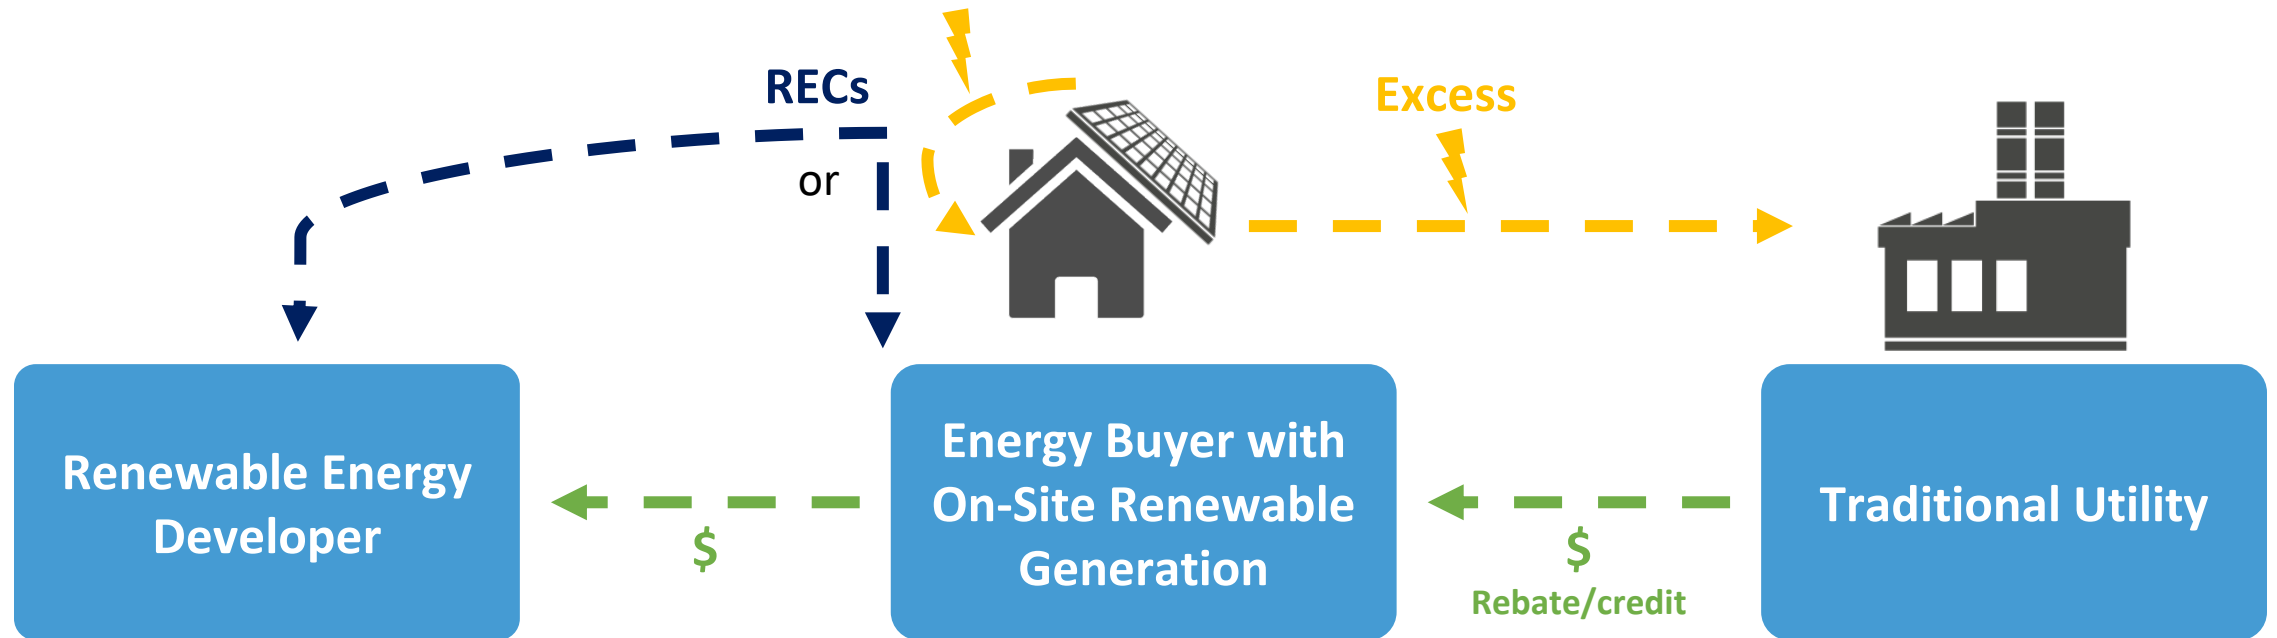 RECs
or
Excess
Renewable Energy
Developer
$
Energy Buyer with
On-Site Renewable
Generation
$
Rebate/credit
Traditional Utility